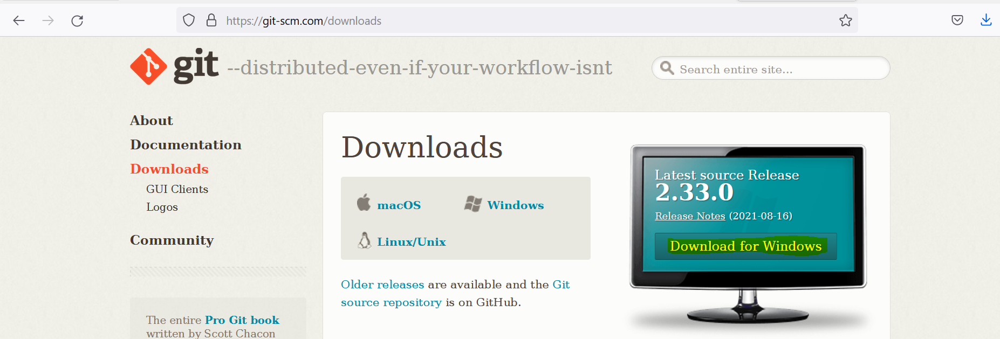 https://git-scm.com/downloads
git --distributed-even-if-your-workflow-isnt
Search entire site...
About
Documentation
Downloads
GUI Clients
Logos
Community
The entire Pro Git book
written by Scott Chacon
Downloads
macOS
Windows
Linux/Unix
Older releases are available and the Git
source repository is on GitHub.
Latest source Release
2.33.0
Release Notes (2021-08-16)
Download for Windows